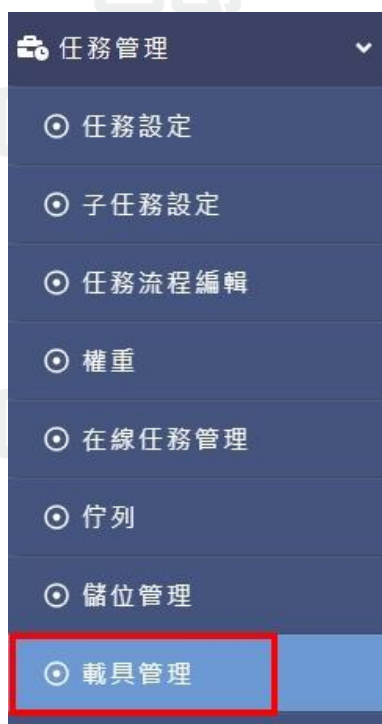 任務管理
任務設定
子任務設定
任務流程編輯
權重
在線任務管理
佇列
儲位管理
載具管理